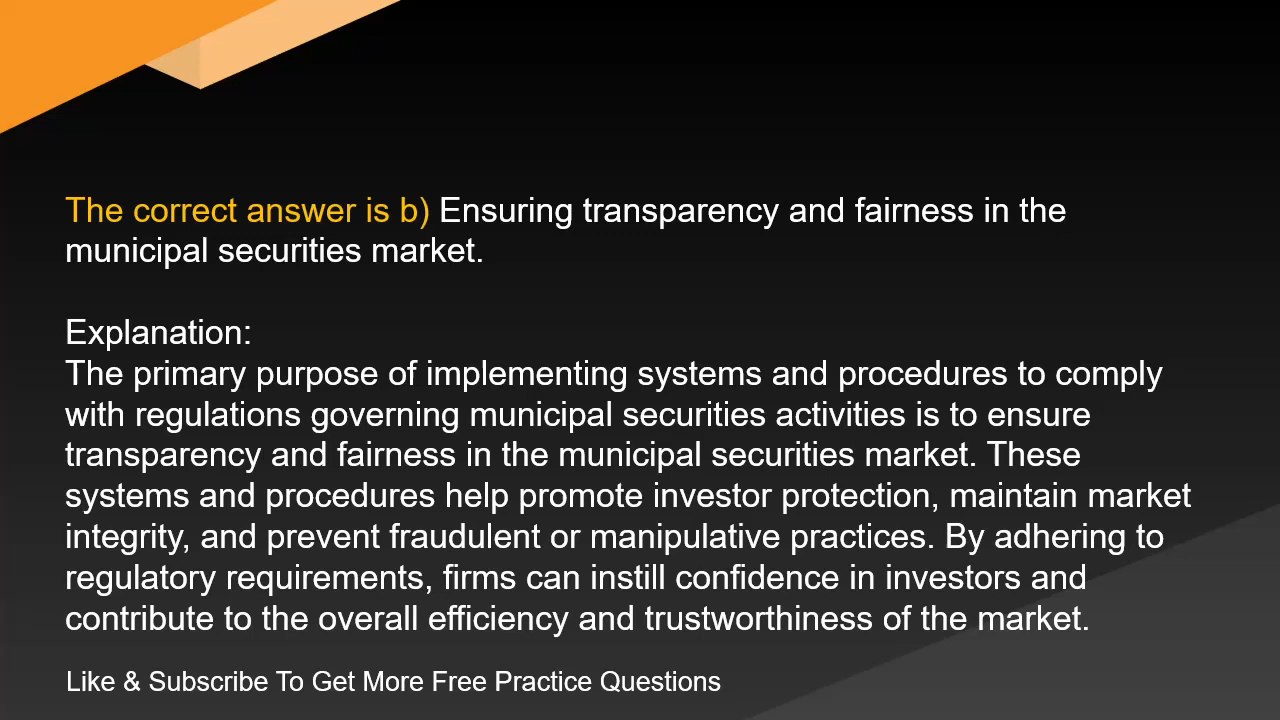 The correct answer is b) Ensuring transparency and fairness in the
municipal securities market.
Explanation:
The primary purpose of implementing systems and procedures to comply
with regulations governing municipal securities activities is to ensure
transparency and fairness in the municipal securities market. These
systems and procedures help promote investor protection, maintain market
integrity, and prevent fraudulent or manipulative practices. By adhering to
regulatory requirements, firms can instill confidence in investors and
contribute to the overall efficiency and trustworthiness of the market.
Like & Subscribe To Get More Free Practice Questions